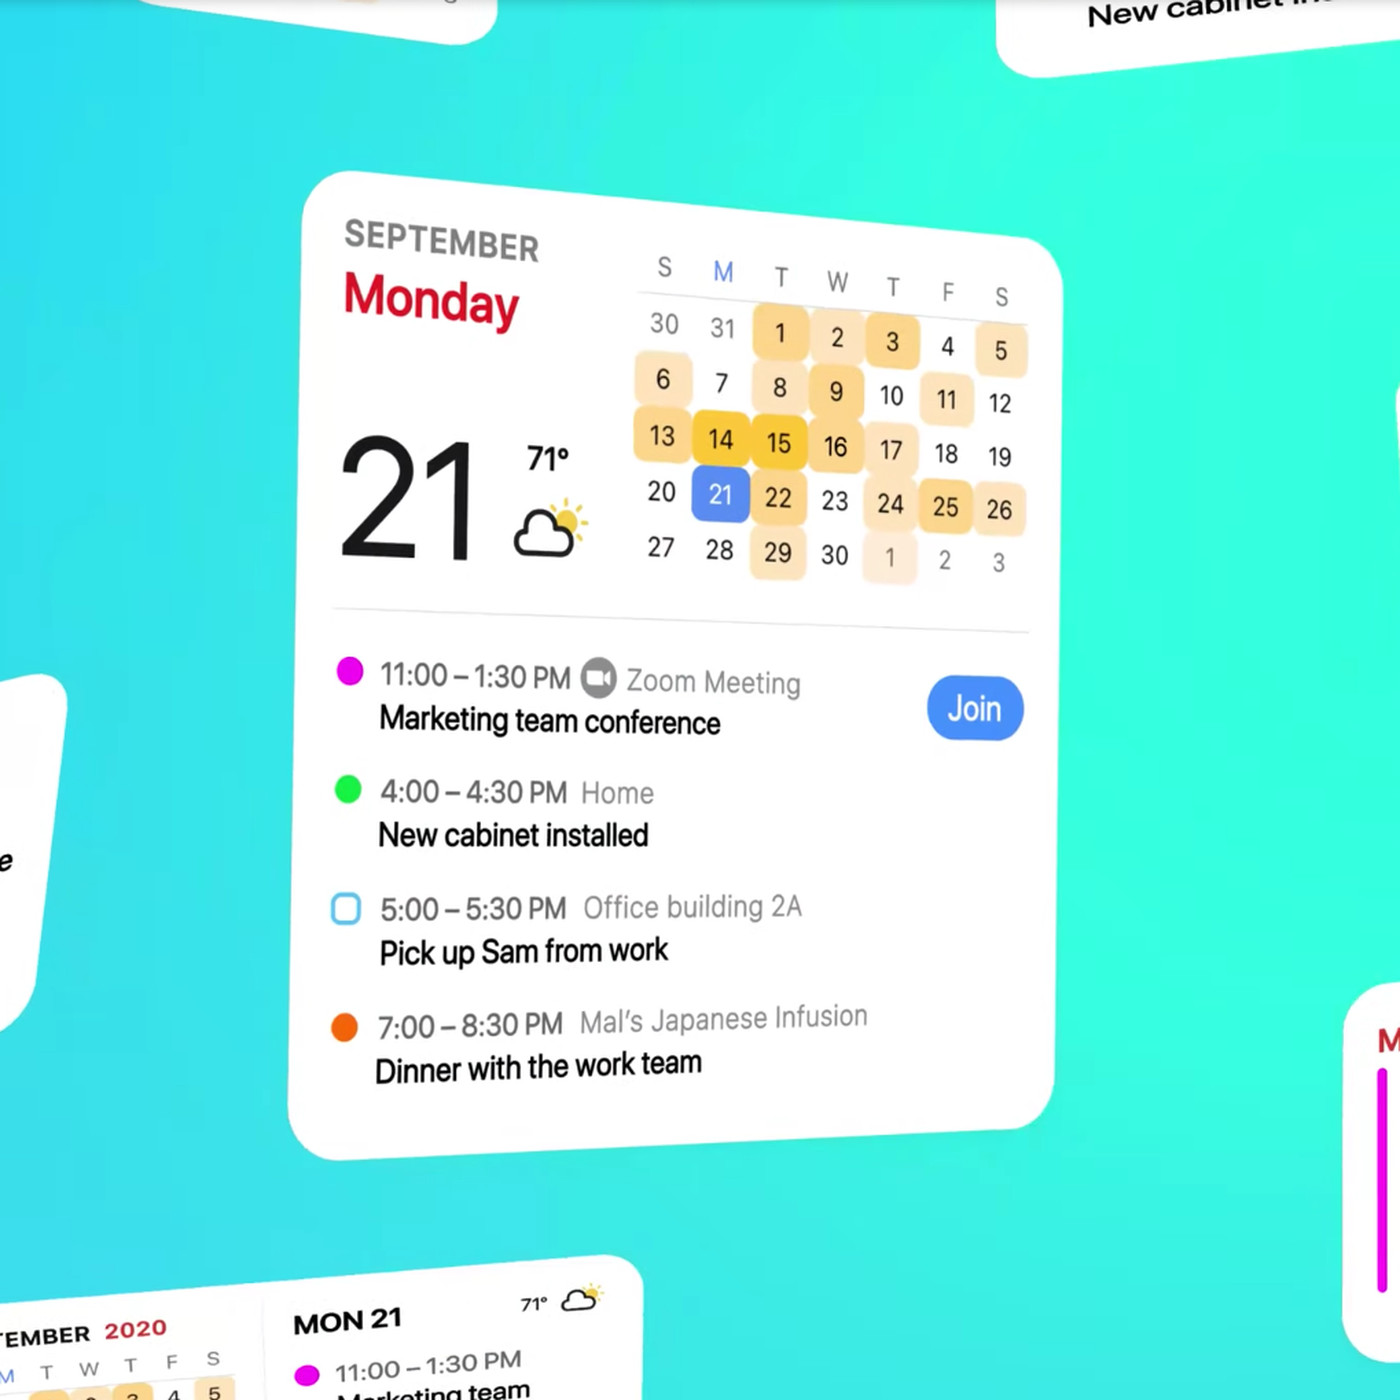 New cabinet
SEPTEMBER
Monday
21
71°
S M T W T F S
30 31 1 2 3 4 5
6 7 8 9 10 11 12
13 14 15 16 17 18 19
20 21 22 23 24 25 26
27 28 29 30 1 2 3
11:00 – 1:30 PM Zoom Meeting
Marketing team conference
Join
4:00 – 4:30 PM Home
New cabinet installed
5:00 – 5:30 PM Office building 2A
Pick up Sam from work
7:00 – 8:30 PM Mal's Japanese Infusion
Dinner with the work team
e
M
TEMBER 2020
M T W T F S
3 4 5
MON 21
71°
11:00 – 1:30 PM
Marketing team